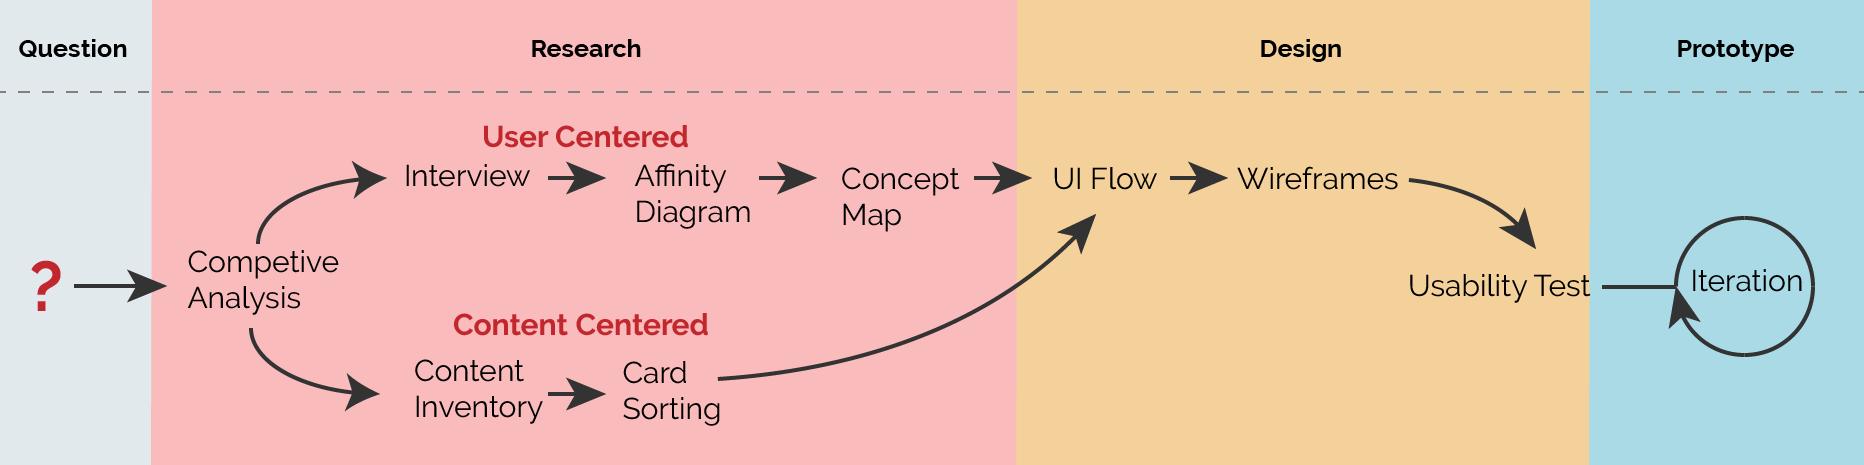 Question
Research
Design
Prototype
User Centered
Interview
Affinity
Diagram
Concept
Map
UI Flow
Wireframes
?
Competive
Analysis
Usability Test
Iteration
Content Centered
Content
Inventory
Card
Sorting